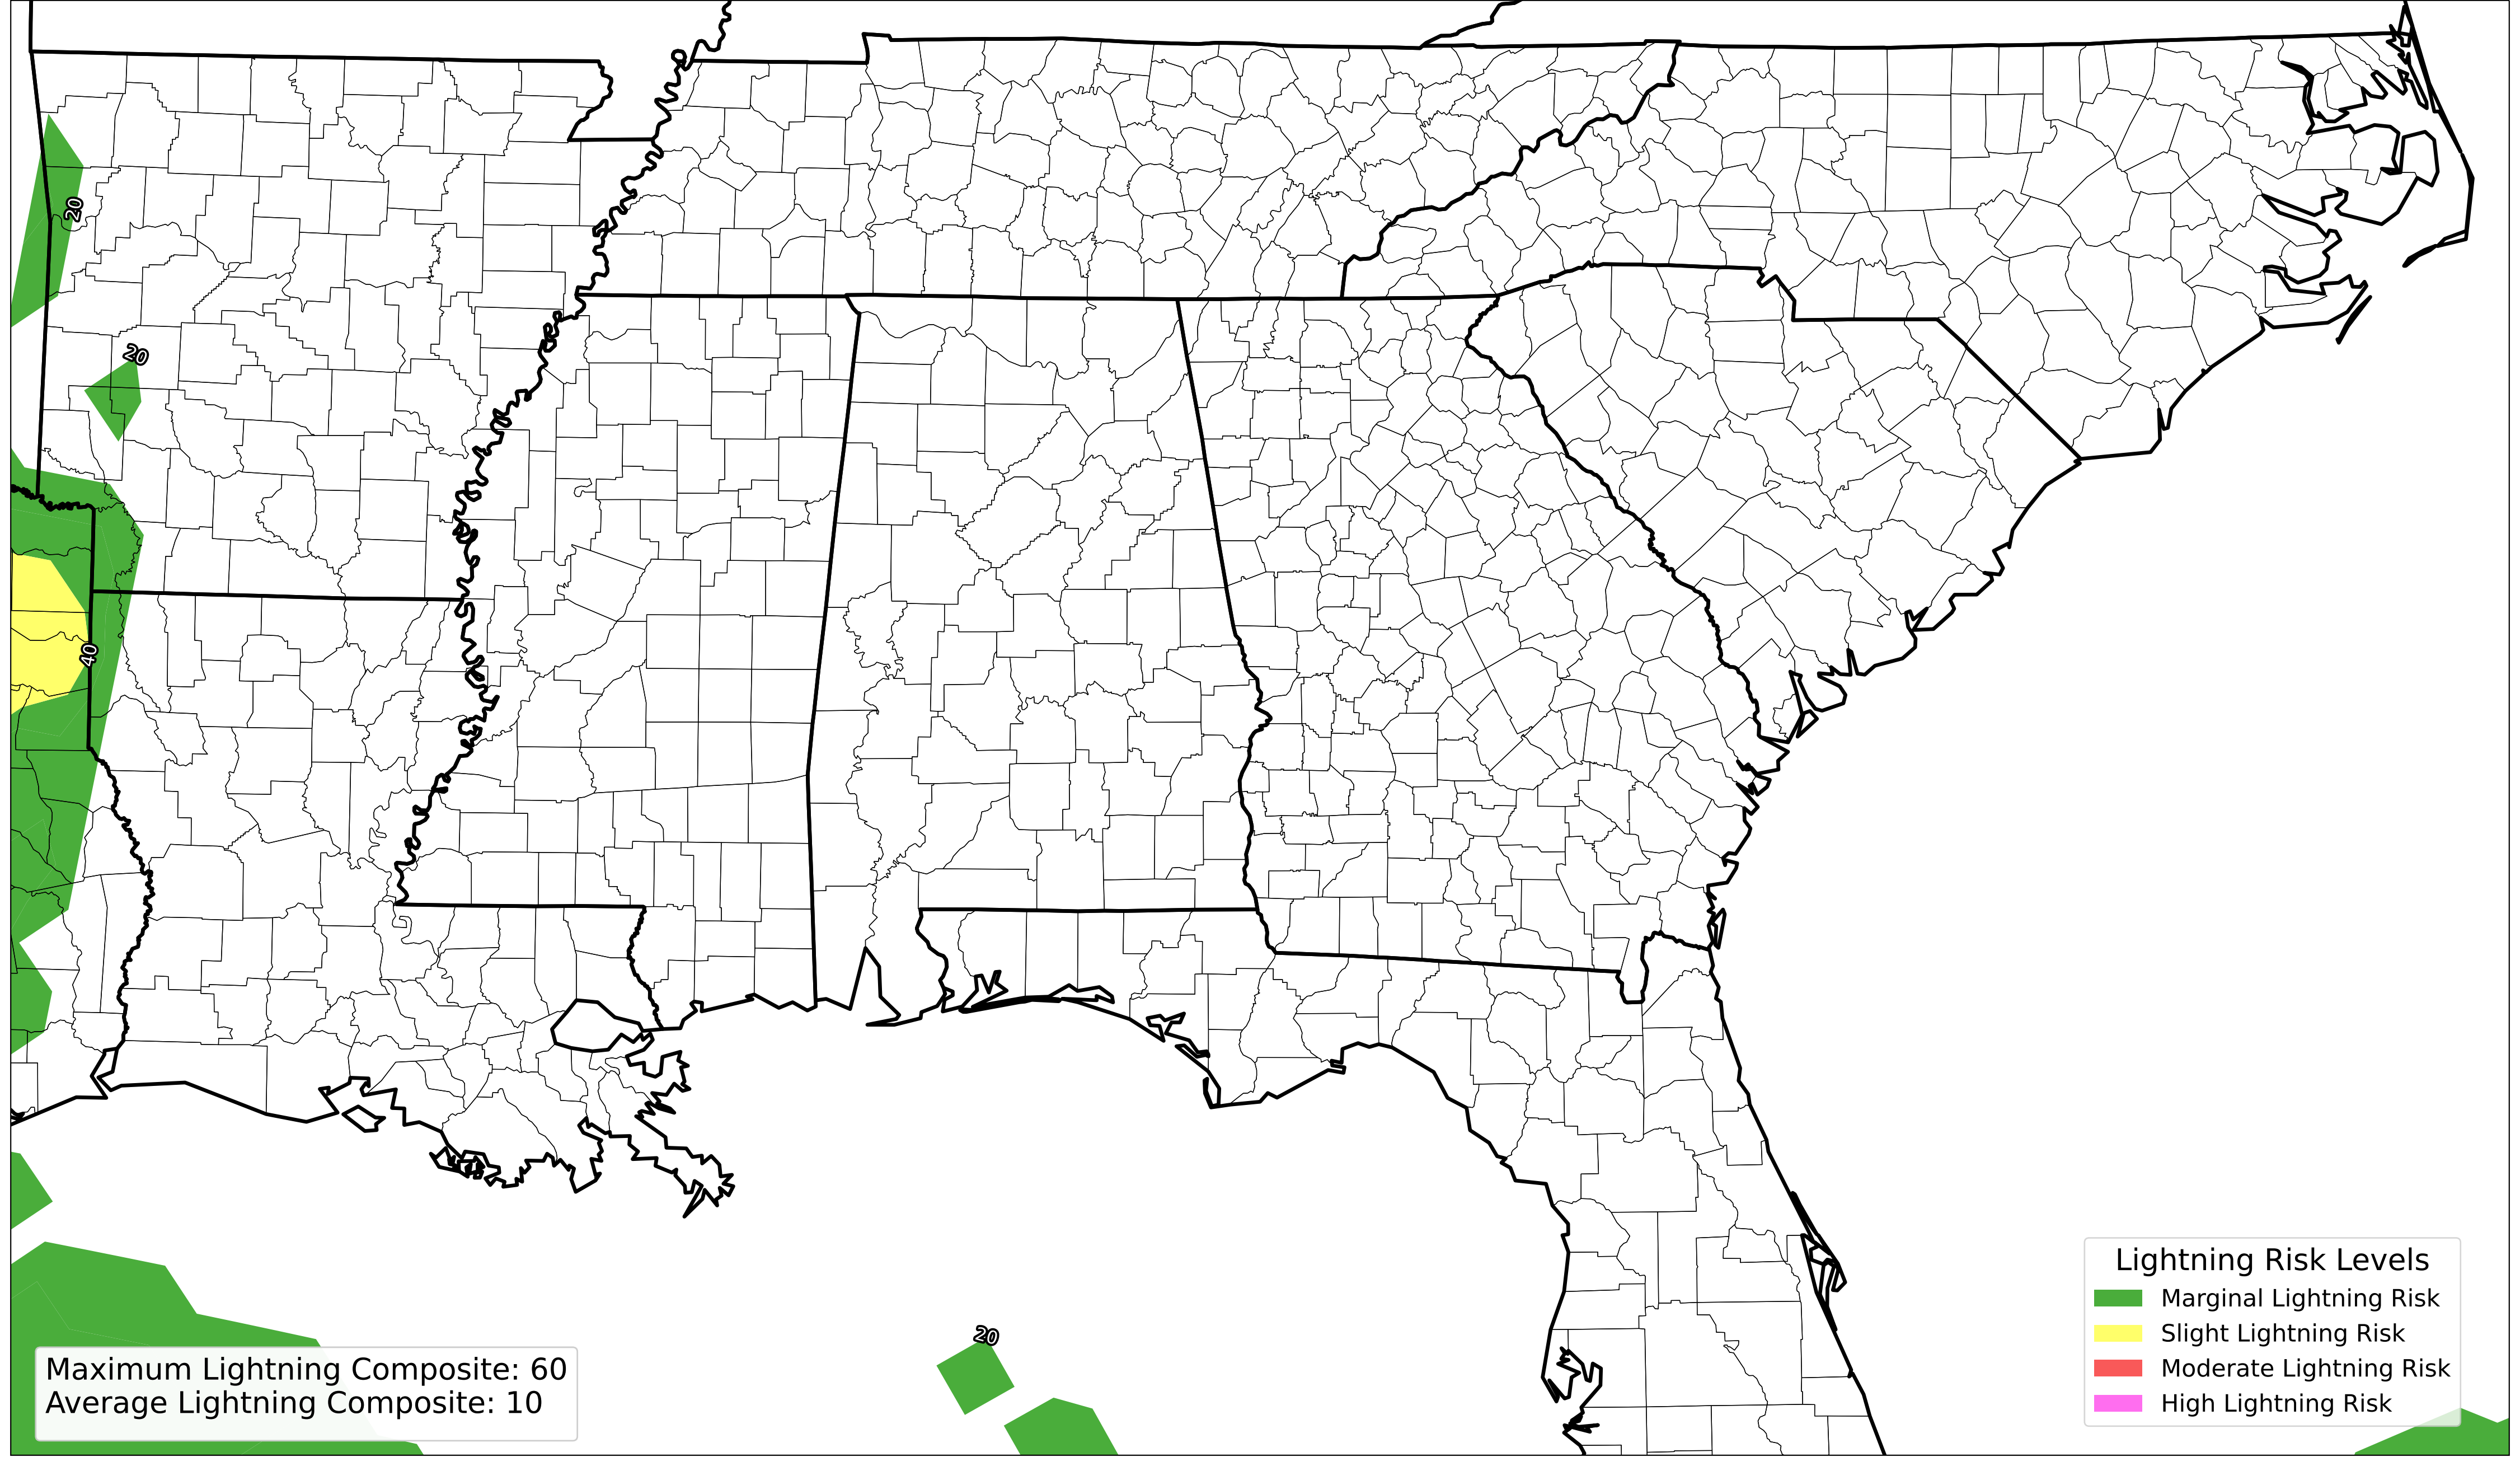 20
20
40
20
Maximum Lightning Composite: 60
Average Lightning Composite: 10
Lightning Risk Levels
Marginal Lightning Risk
Slight Lightning Risk
Moderate Lightning Risk
High Lightning Risk